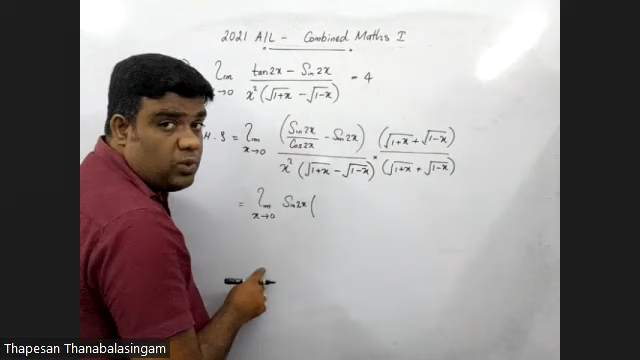 2021 A/L - Combined Maths I
lim x→0 (tan2x - Sin2x) / (x² (√1+x - √1-x)) = 4
H.S = lim x→0 (Sin2x/Cos2x - Sin2x) / (x² (√1+x - √1-x)) × (√1+x + √1-x) / (√1+x + √1-x)
= lim x→0 Sin2x (
Thapesan Thanabalasingam